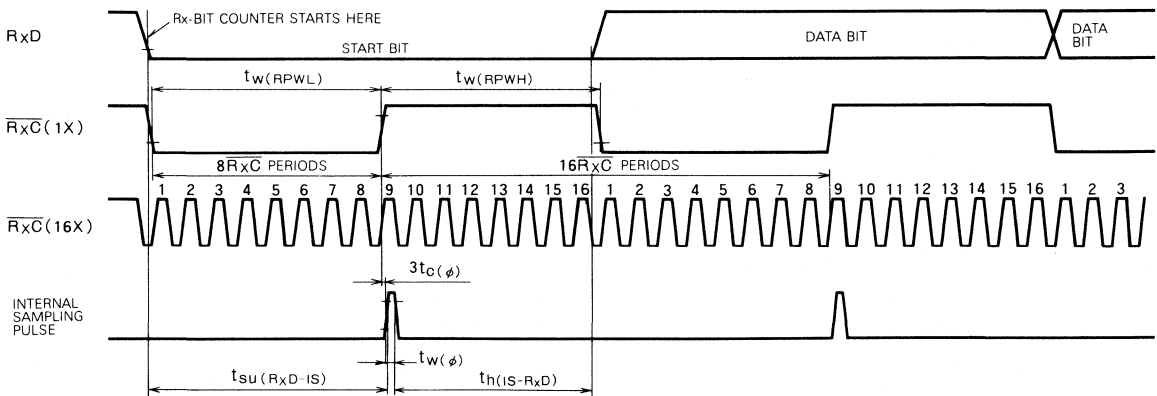 Rx-BIT COUNTER STARTS HERE
RxD
START BIT
DATA BIT
DATA BIT
tw(RPWL)
tw(RPWH)
RxC(1X)
8RxC PERIODS
16RxC PERIODS
1 2 3 4 5 6 7 8 9 10 11 12 13 14 15 16 1 2 3 4 5 6 7 8 9 10 11 12 13 14 15 16 1 2 3
RxC(16X)
3tC(φ)
INTERNAL
SAMPLING
PULSE
tw(φ)
tsu(RxD-IS)
th(IS-RxD)